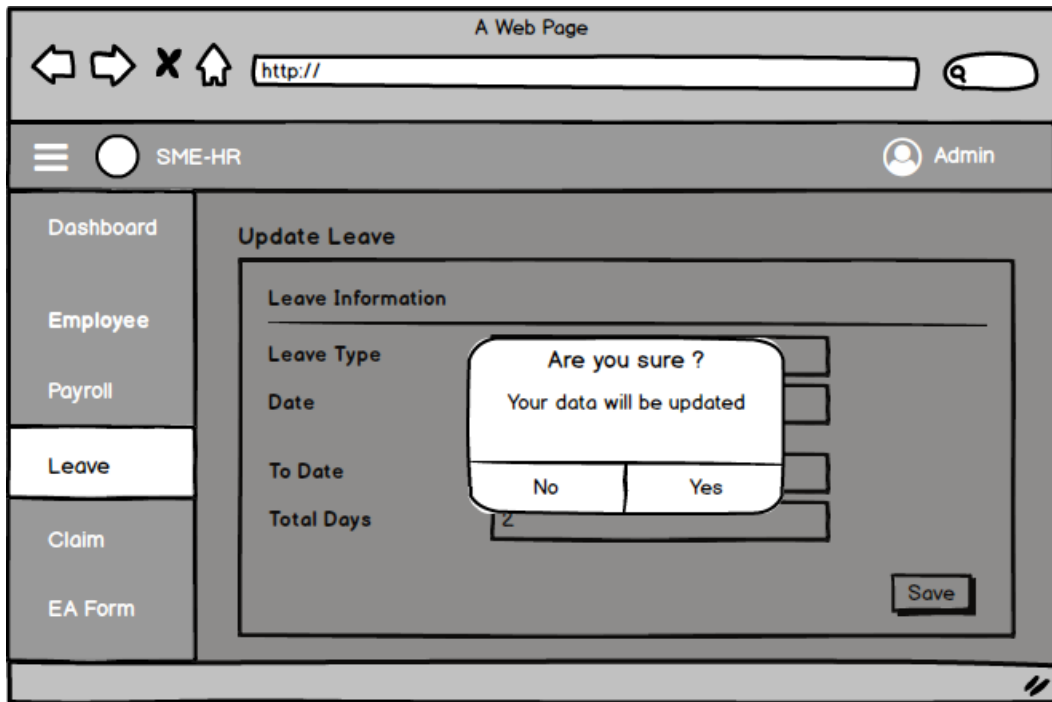 A Web Page
http://
SME-HR
Admin
Dashboard
Employee
Payroll
Leave
Claim
EA Form
Update Leave
Leave Information
Leave Type
Date
To Date
Total Days
2
Save
Are you sure ?
Your data will be updated
No Yes